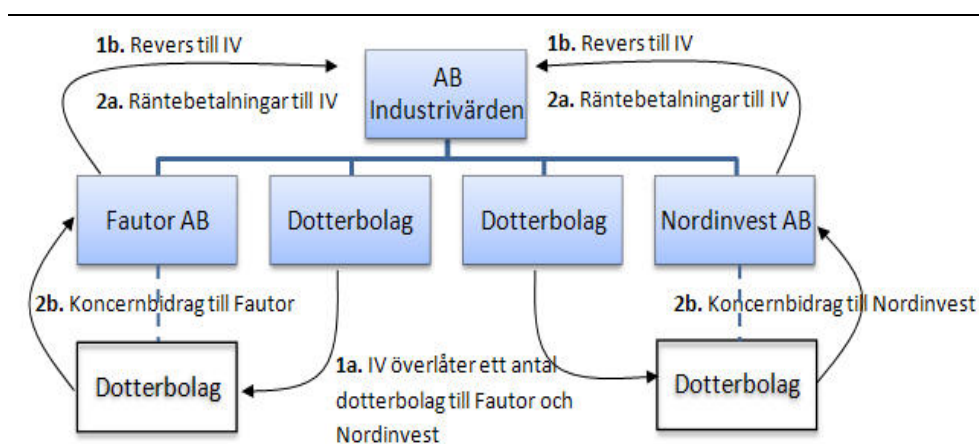 1b. Revers till IV
1b. Revers till IV
AB
Industrivärden
2a. Räntebetalningar till IV
2a. Räntebetalningar till IV
Fautor AB
Dotterbolag
Dotterbolag
Nordinvest AB
2b. Koncernbidrag till Fautor
2b. Koncernbidrag till Nordinvest
Dotterbolag
1a. IV överlåter ett antal
dotterbolag till Fautor och
Nordinvest
Dotterbolag